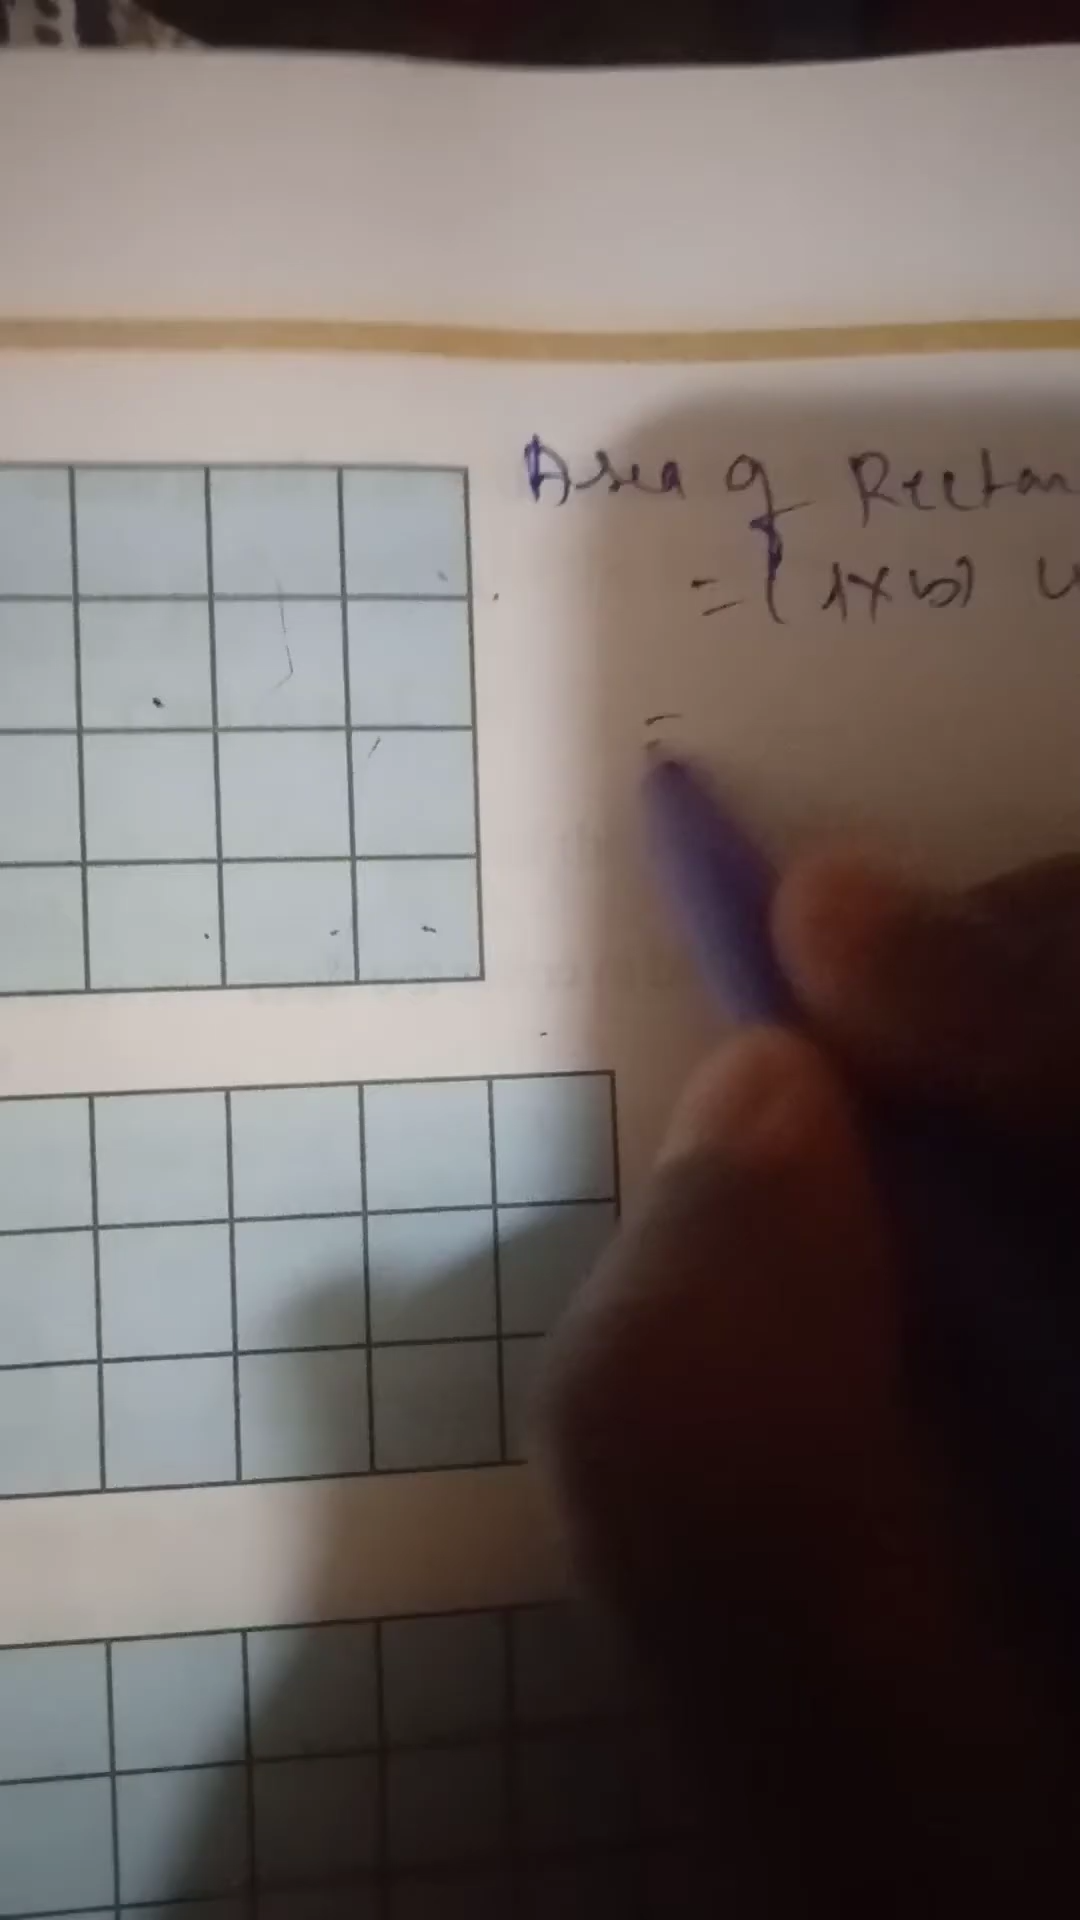 Area of Rectan
= (l×b) u
=